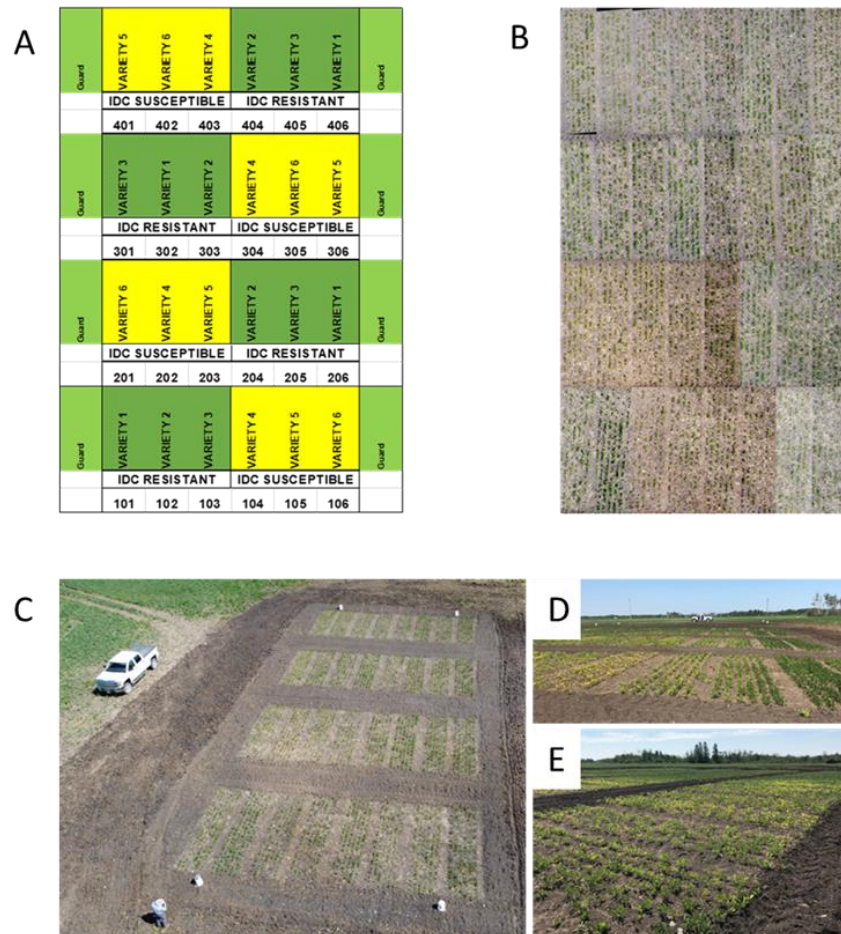 A
Guard VARIETY 5 VARIETY 6 VARIETY 4 VARIETY 2 VARIETY 3 VARIETY 1 Guard
IDC SUSCEPTIBLE IDC RESISTANT
401 402 403 404 405 406
Guard VARIETY 3 VARIETY 1 VARIETY 2 VARIETY 4 VARIETY 6 VARIETY 5 Guard
IDC RESISTANT IDC SUSCEPTIBLE
301 302 303 304 305 306
Guard VARIETY 6 VARIETY 4 VARIETY 5 VARIETY 2 VARIETY 3 VARIETY 1 Guard
IDC SUSCEPTIBLE IDC RESISTANT
201 202 203 204 205 206
Guard VARIETY 1 VARIETY 2 VARIETY 3 VARIETY 4 VARIETY 5 VARIETY 6 Guard
IDC RESISTANT IDC SUSCEPTIBLE
101 102 103 104 105 106
B
C
D
E